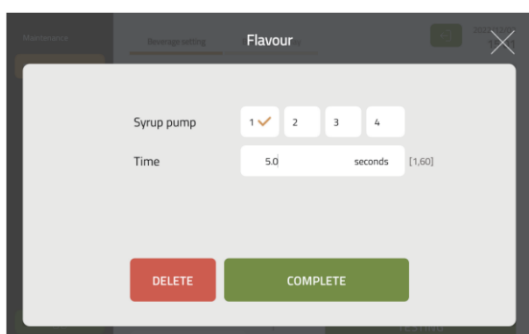 Maintenance
Beverage setting
Flavour
Syrup pump
1 2 3 4
Time
5.0 seconds [1,60]
DELETE
COMPLETE